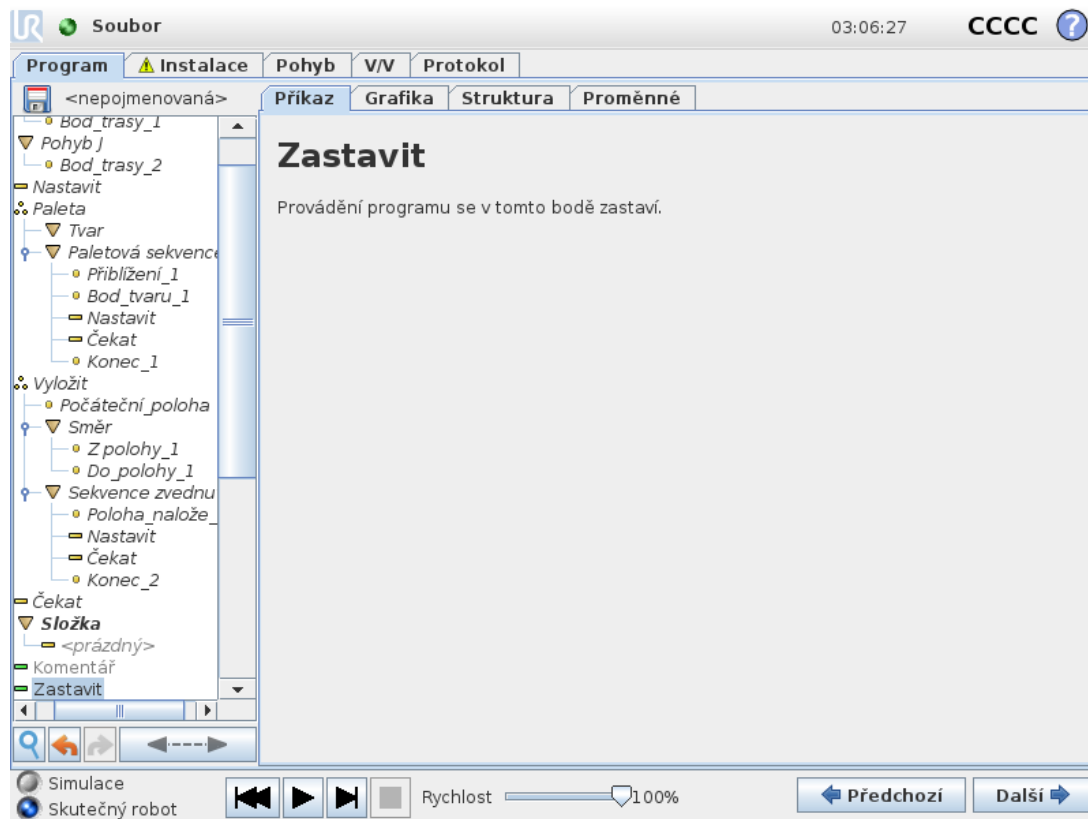 UR Soubor 03:06:27 CCCC ?
Program Instalace Pohyb V/V Protokol
<nepojmenovaná> Příkaz Grafika Struktura Proměnné
Bod_trasy_1
Pohyb J
Bod_trasy_2
Nastavit
Paleta
Tvar
Paletová sekvence
Přiblížení_1
Bod_tvaru_1
Nastavit
Čekat
Konec_1
Vyložit
Počáteční_poloha
Směr
Z polohy_1
Do_polohy_1
Sekvence zvednu
Poloha_nalože_
Nastavit
Čekat
Konec_2
Čekat
Složka
<prázdný>
Komentář
Zastavit
Zastavit
Provádění programu se v tomto bodě zastaví.
Simulace
Skutečný robot
Rychlost 100%
Předchozí Další